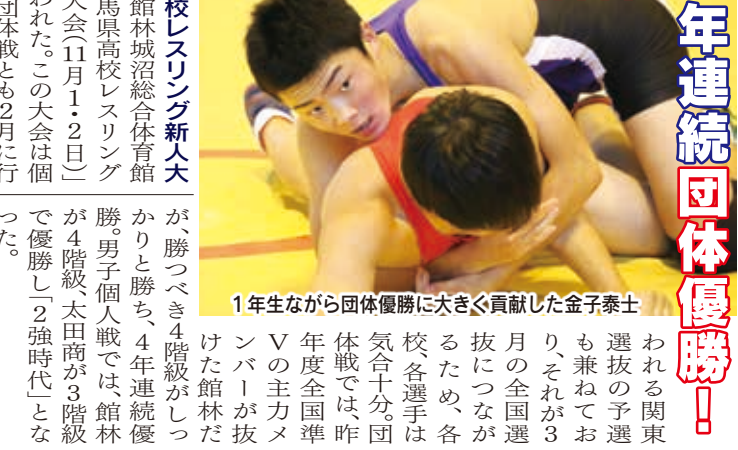 年連続団体優勝！
校レスリング新人大
館林城沼総合体育館
馬県高校レスリング
大会（11月1・2日）」
われた。この大会は個
団体戦とも2月に行
1年生ながら団体優勝に大きく貢献した金子泰士
われる関東
選抜の予選
も兼ねてお
り、それが3
月の全国選
抜につなが
るため、各
校、各選手は
気合十分。団
体戦では、昨
年度全国準
Vの主力メ
ンバーが抜
けた館林だ
が、勝つべき4階級がしっ
かりと勝ち、4年連続優
勝。男子個人戦では、館林
が4階級、太田商が3階級
で優勝し「2強時代」とな
った。